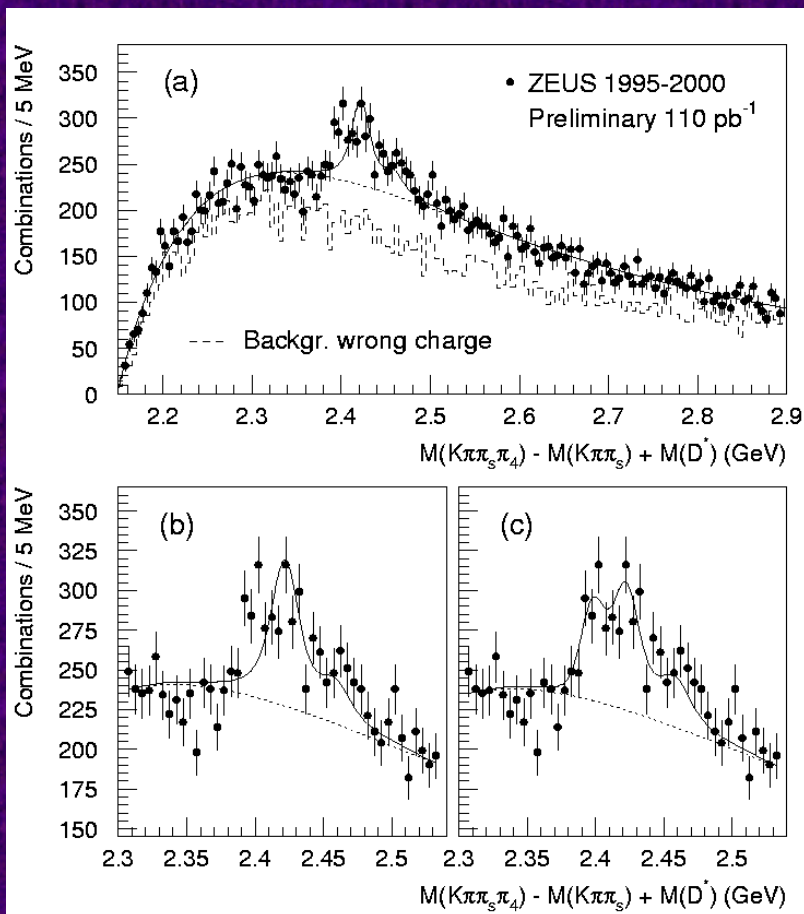 (a)
● ZEUS 1995-2000
Preliminary 110 pb⁻¹
Combinations / 5 MeV
350
300
250
200
150
100
50
0
--- Backgr. wrong charge
2.2 2.3 2.4 2.5 2.6 2.7 2.8 2.9
M(Kππₛπ₄) - M(Kππₛ) + M(D*) (GeV)
Combinations / 5 MeV
(b) (c)
350
325
300
275
250
225
200
175
150
2.3 2.35 2.4 2.45 2.5 2.3 2.35 2.4 2.45 2.5
M(Kππₛπ₄) - M(Kππₛ) + M(D*) (GeV)